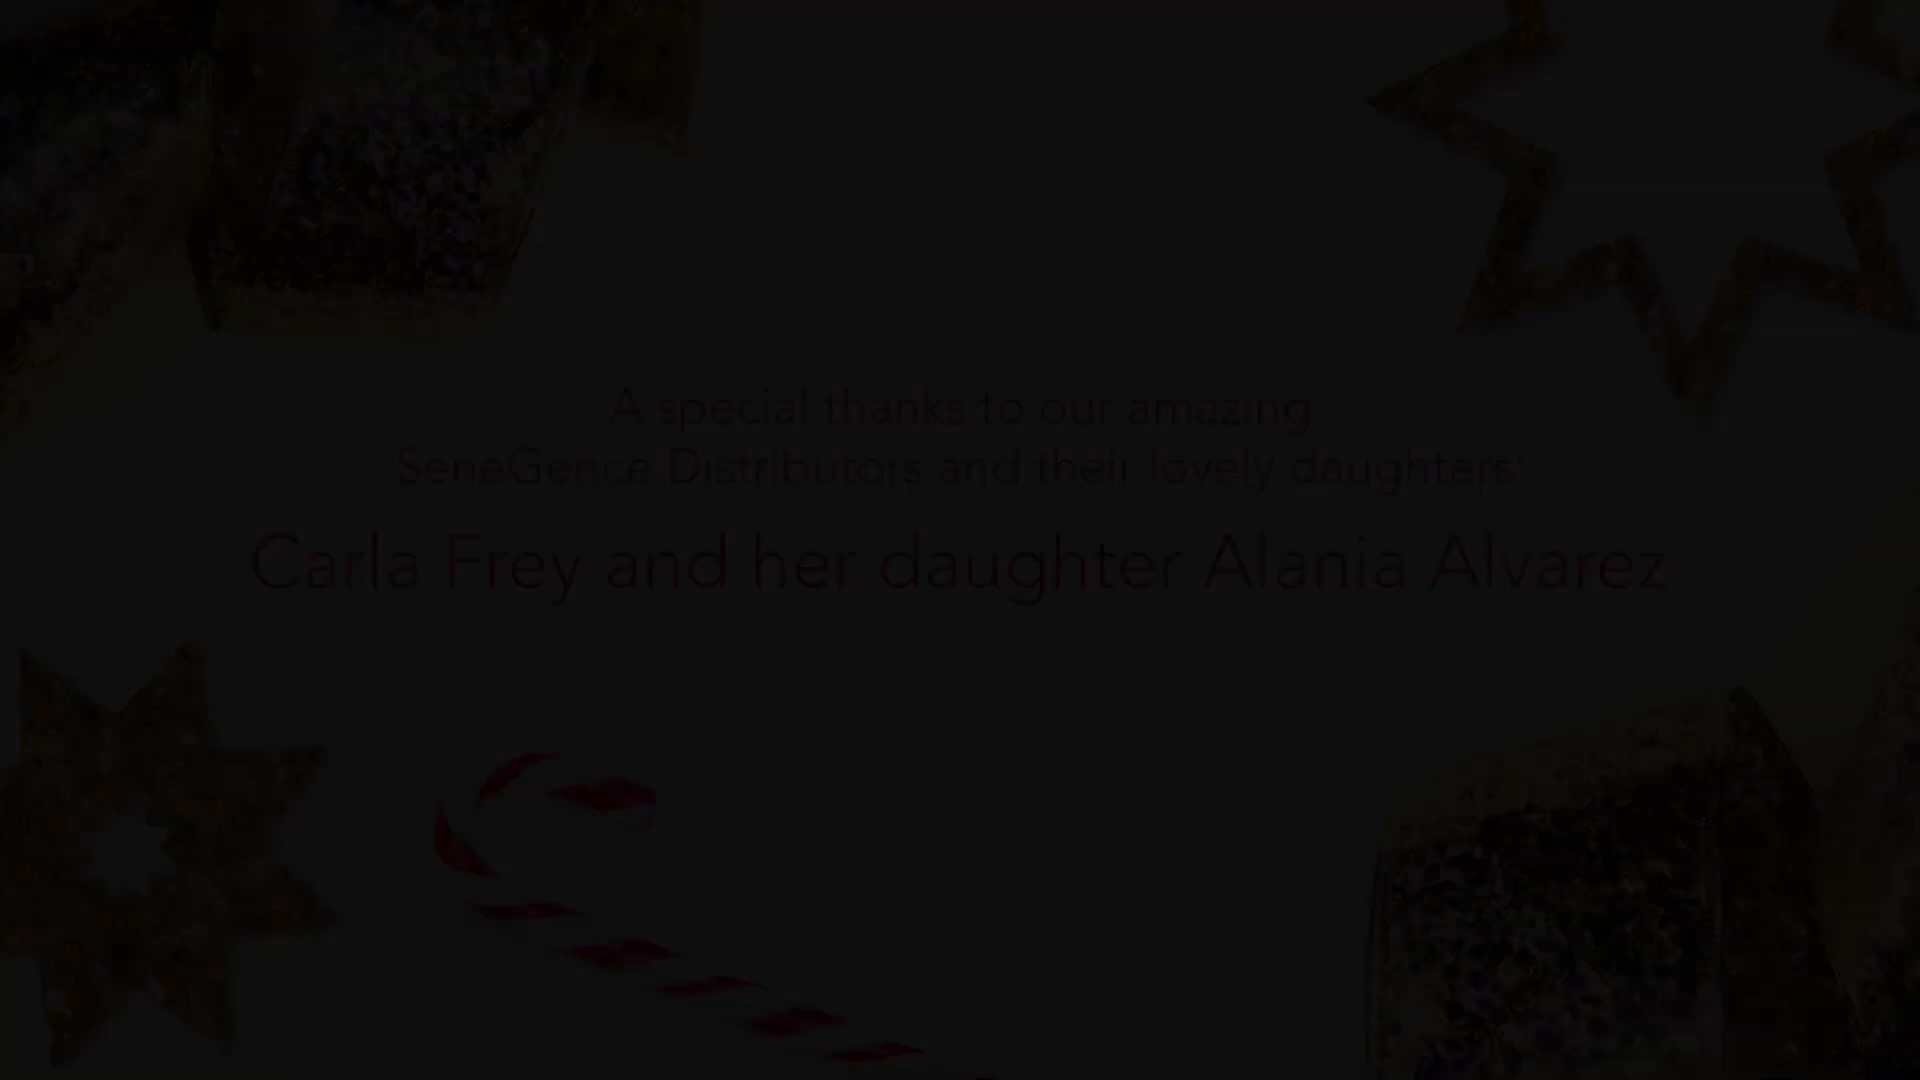 A special thanks to our amazing
SeneGence Distributors and their lovely daughters:
Carla Frey and her daughter Alania Alvarez